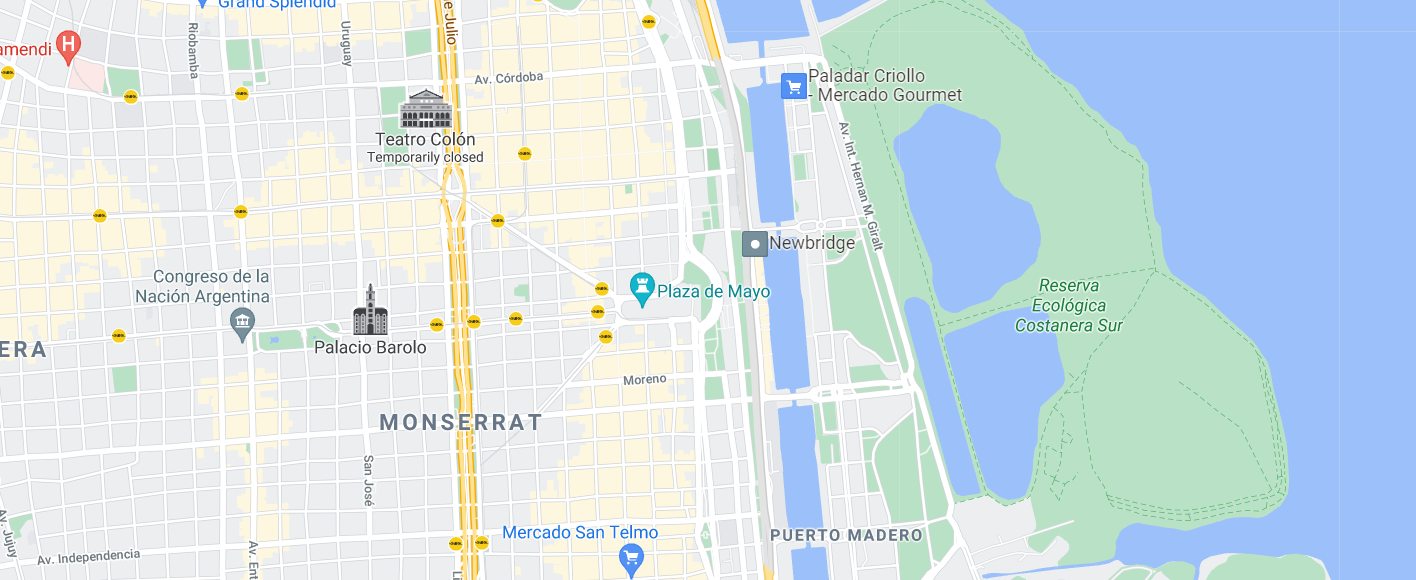 Grand Splendid
e Julio
Riobamba
Uruguay
amendi
H
Av. Córdoba
Paladar Criollo
- Mercado Gourmet
Teatro Colón
Temporarily closed
Av. Int. Hernan M. Giralt
Newbridge
Congreso de la
Nación Argentina
Plaza de Mayo
Reserva
Ecológica
Costanera Sur
ERA
Palacio Barolo
Moreno
MONSERRAT
San José
Mercado San Telmo
PUERTO MADERO
Av. Jujuy
Av. Independencia
Av. Ent
Li